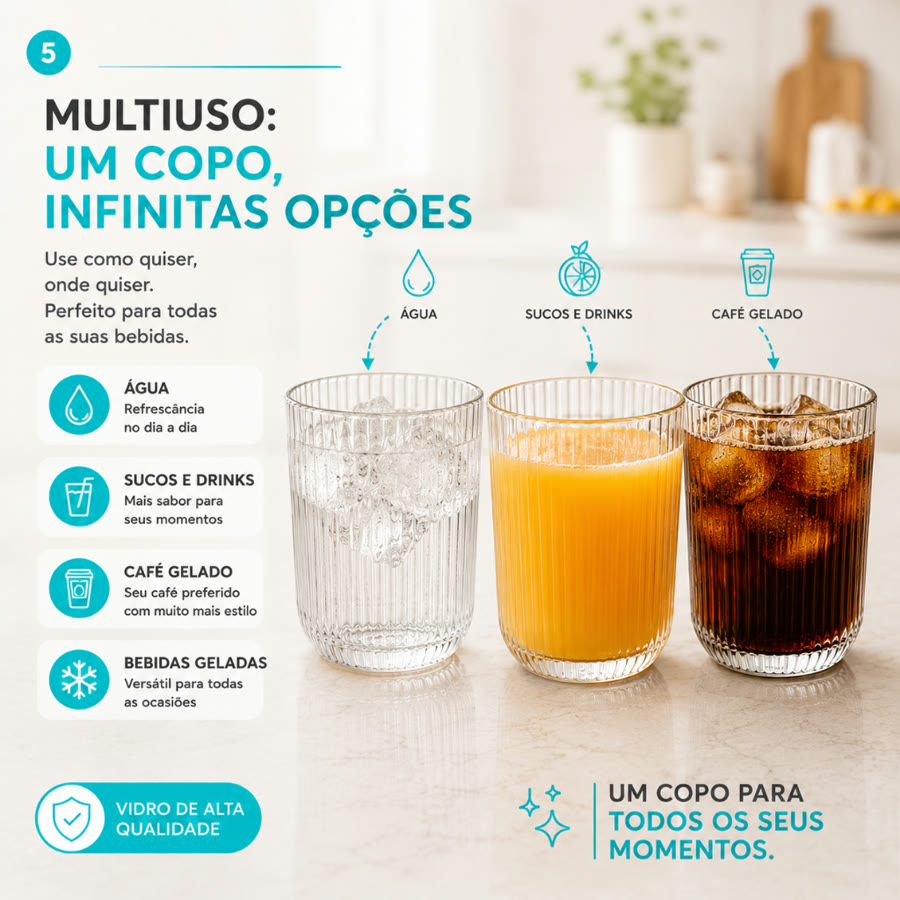 5
MULTIUSO:
UM COPO,
INFINITAS OPÇÕES
Use como quiser,
onde quiser.
Perfeito para todas
as suas bebidas.
ÁGUA
SUCOS E DRINKS
CAFÉ GELADO
ÁGUA
Refrescância
no dia a dia
SUCOS E DRINKS
Mais sabor para
seus momentos
CAFÉ GELADO
Seu café preferido
com muito mais estilo
BEBIDAS GELADAS
Versátil para todas
as ocasiões
VIDRO DE ALTA
QUALIDADE
UM COPO PARA
TODOS OS SEUS
MOMENTOS.